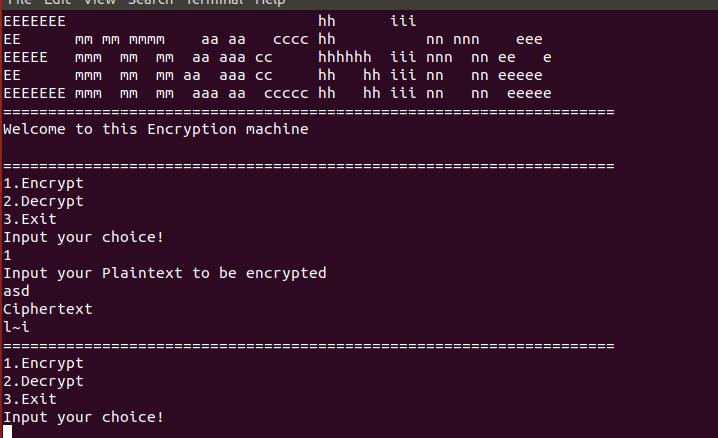 File Edit View Search Terminal Help
EEEEEEE                            hh      iii
EE      mm mm mmmm    aa aa   cccc hh          nn nnn    eee
EEEEE   mmm  mm  mm  aa aaa cc     hhhhhh  iii nnn  nn ee   e
EE      mmm  mm  mm aa  aaa cc     hh   hh iii nn   nn eeeee
EEEEEEE mmm  mm  mm  aaa aa  ccccc hh   hh iii nn   nn  eeeee
====================================================================
Welcome to this Encryption machine

====================================================================
1.Encrypt
2.Decrypt
3.Exit
Input your choice!
1
Input your Plaintext to be encrypted
asd
Ciphertext
l~i
====================================================================
1.Encrypt
2.Decrypt
3.Exit
Input your choice!